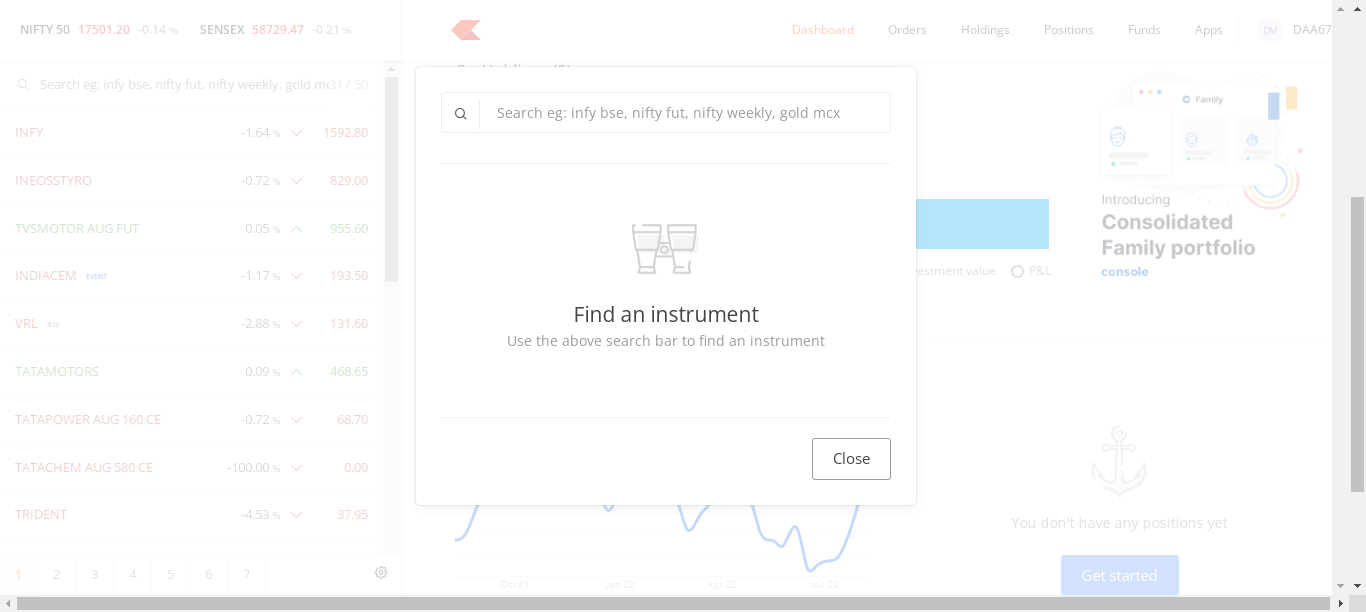 NIFTY 50 17501.20 -0.14 % SENSEX 58729.47 -0.21 %
Dashboard Orders Holdings Positions Funds Apps DM DAA67
Search eg: infy bse, nifty fut, nifty weekly, gold mcx 31 / 50
INFY -1.64 % 1592.80
INEOSSTYRO -0.72 % 829.00
TVSMOTOR AUG FUT 0.05 % 955.60
INDIACEM EVENT -1.17 % 193.50
VRL BSE -2.88 % 131.60
TATAMOTORS 0.09 % 468.65
TATAPOWER AUG 160 CE -0.72 % 68.70
TATACHEM AUG 580 CE -100.00 % 0.00
TRIDENT -4.53 % 37.95
1 2 3 4 5 6 7
Search eg: infy bse, nifty fut, nifty weekly, gold mcx
Find an instrument
Use the above search bar to find an instrument
Close
Family
Introducing
Consolidated
Family portfolio
console
estment value P&L
Oct 21 Jan 22 Apr 22 Jul 22
You don't have any positions yet
Get started